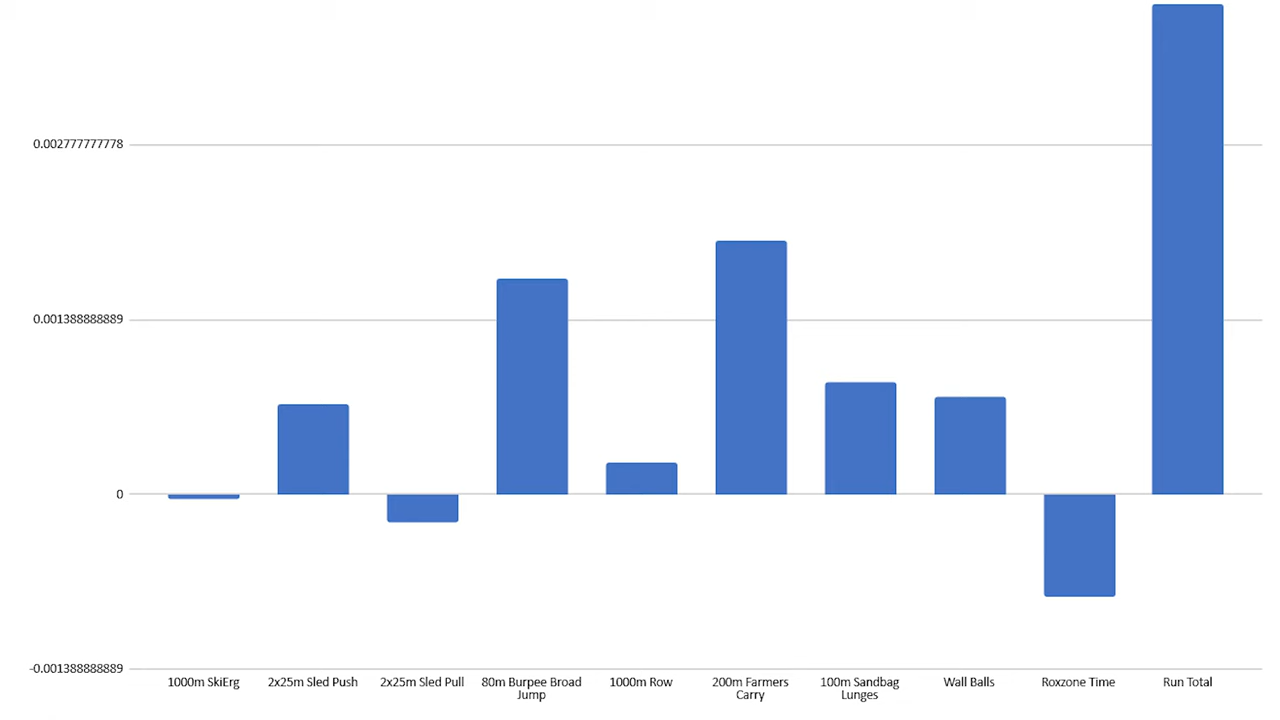 0.002777777778
0.001388888889
0
-0.001388888889
1000m SkiErg
2x25m Sled Push
2x25m Sled Pull
80m Burpee Broad
Jump
1000m Row
200m Farmers
Carry
100m Sandbag
Lunges
Wall Balls
Roxzone Time
Run Total